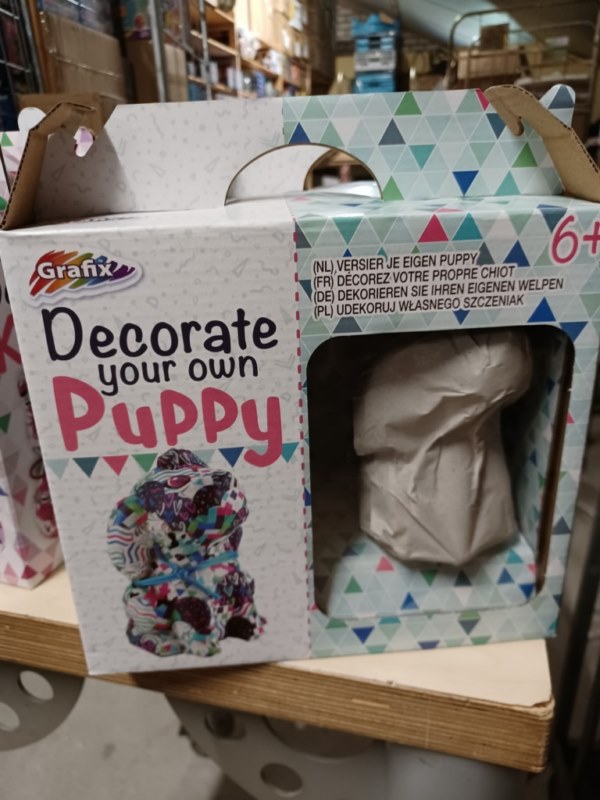 Grafix
Decorate
your own
Puppy
6+
(NL) VERSIER JE EIGEN PUPPY
(FR) DÉCOREZ VOTRE PROPRE CHIOT
(DE) DEKORIEREN SIE IHREN EIGENEN WELPEN
(PL) UDEKORUJ WŁASNEGO SZCZENIAK